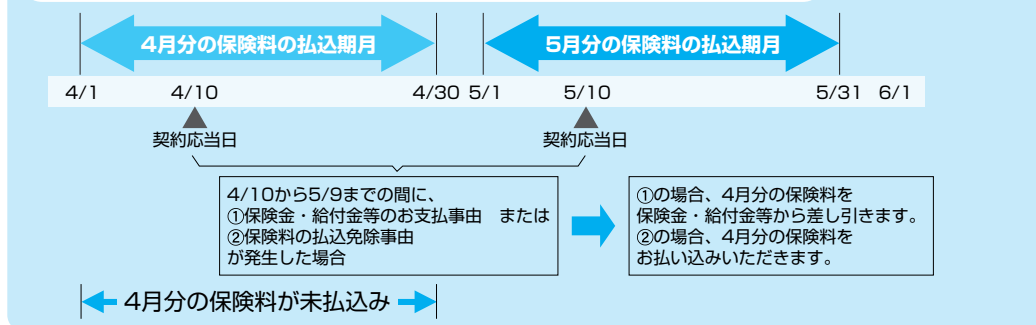 4月分の保険料の払込期月 5月分の保険料の払込期月
4/1 4/10 4/30 5/1 5/10 5/31 6/1
契約応当日 契約応当日
4/10から5/9までの間に、
①保険金・給付金等のお支払事由　または
②保険料の払込免除事由
が発生した場合
①の場合、4月分の保険料を
保険金・給付金等から差し引きます。
②の場合、4月分の保険料を
お払い込みいただきます。
4月分の保険料が未払込み